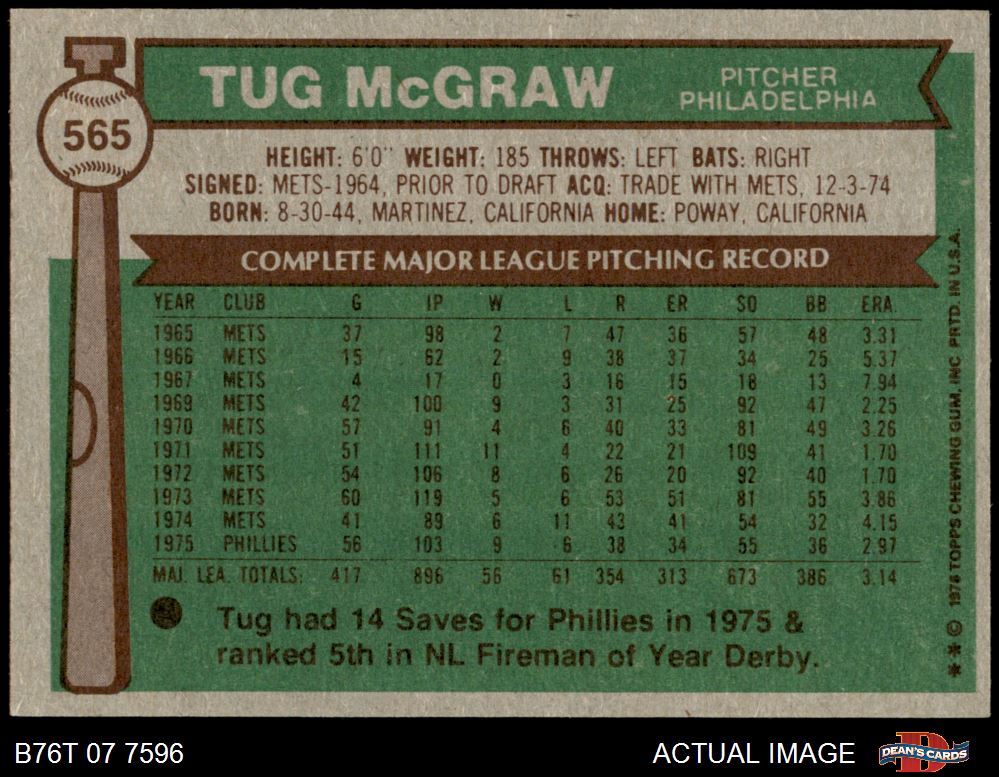 TUG McGRAW
PITCHER
PHILADELPHIA
565
HEIGHT: 6'0" WEIGHT: 185 THROWS: LEFT BATS: RIGHT
SIGNED: METS-1964, PRIOR TO DRAFT ACQ: TRADE WITH METS, 12-3-74
BORN: 8-30-44, MARTINEZ, CALIFORNIA HOME: POWAY, CALIFORNIA
COMPLETE MAJOR LEAGUE PITCHING RECORD
YEAR CLUB G IP W L R ER SO BB ERA.
1965 METS 37 98 2 7 47 36 57 48 3.31
1966 METS 15 62 2 9 38 37 34 25 5.37
1967 METS 4 17 0 3 16 15 18 13 7.94
1969 METS 42 100 9 3 31 25 92 47 2.25
1970 METS 57 91 4 6 40 33 81 49 3.26
1971 METS 51 111 11 4 22 21 109 41 1.70
1972 METS 54 106 8 6 26 20 92 40 1.70
1973 METS 60 119 5 6 53 51 81 55 3.86
1974 METS 41 89 6 11 43 41 54 32 4.15
1975 PHILLIES 56 103 9 6 38 34 55 36 2.97
MAJ. LEA. TOTALS: 417 896 56 61 354 313 673 386 3.14
Tug had 14 Saves for Phillies in 1975 &
ranked 5th in NL Fireman of Year Derby.
** © 1976 TOPPS CHEWING GUM, INC. PRTD. IN U.S.A.
B76T 07 7596
ACTUAL IMAGE
D
DEAN'S CARDS